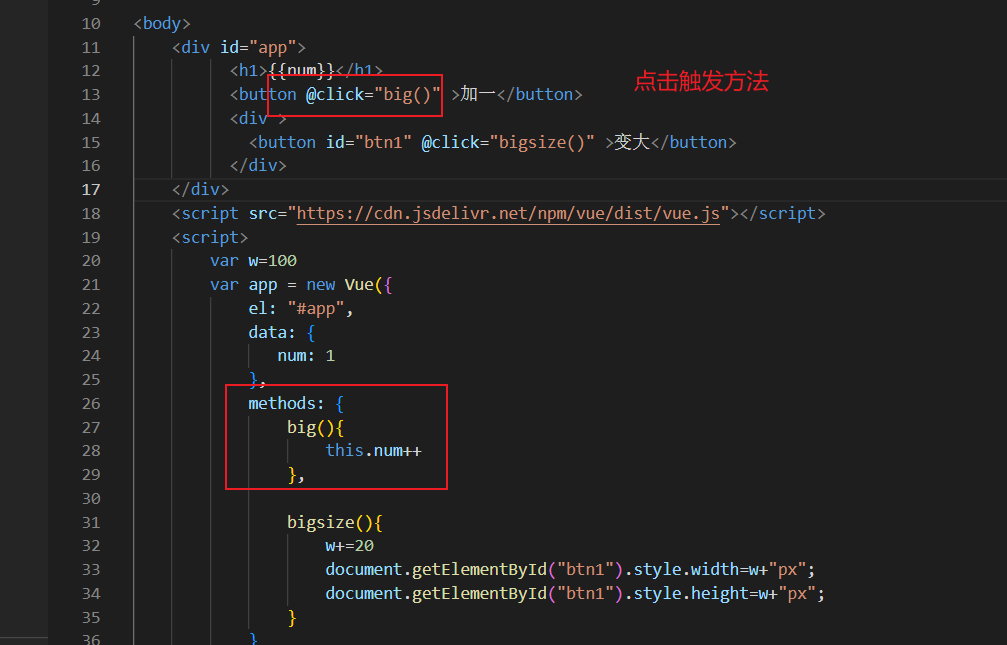 9
10 <body>
11 <div id="app">
12 <h1>{{num}}</h1>
点击触发方法
13 <button @click="big()" >加一</button>
14 <div >
15 <button id="btn1" @click="bigsize()" >变大</button>
16 </div>
17 </div>
18 <script src="https://cdn.jsdelivr.net/npm/vue/dist/vue.js"></script>
19 <script>
20 var w=100
21 var app = new Vue({
22 el: "#app",
23 data: {
24 num: 1
25 },
26 methods: {
27 big(){
28 this.num++
29 },
30
31 bigsize(){
32 w+=20
33 document.getElementById("btn1").style.width=w+"px";
34 document.getElementById("btn1").style.height=w+"px";
35 }
36 }